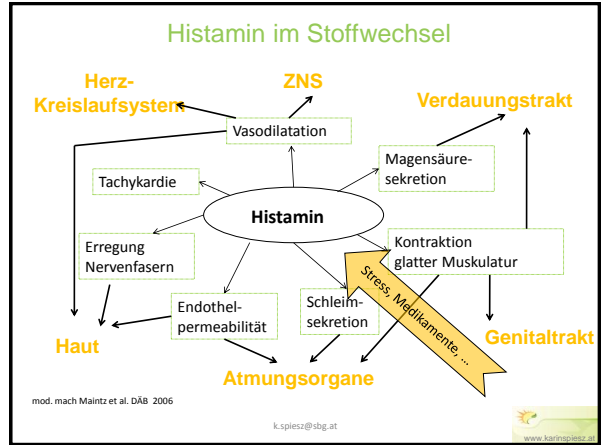 Histamin im Stoffwechsel
Herz-
Kreislaufsystem
ZNS
Verdauungstrakt
Vasodilatation
Magensäure-
sekretion
Tachykardie
Histamin
Erregung
Nervenfasern
Kontraktion
glatter Muskulatur
Stress, Medikamente, ...
Endothel-
permeabilität
Schleim-
sekretion
Haut
Genitaltrakt
Atmungsorgane
mod. mach Maintz et al. DÄB 2006
k.spiesz@sbg.at
www.karinspiesz.at